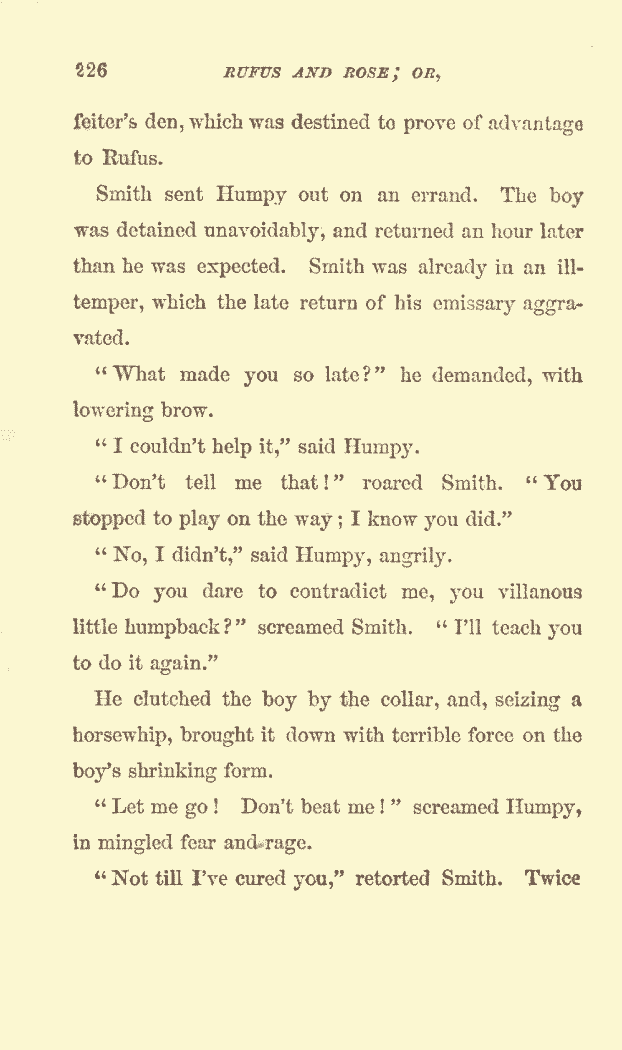 226 RUFUS AND ROSE; OR,
feiter's den, which was destined to prove of advantage
to Rufus.
Smith sent Humpy out on an errand. The boy
was detained unavoidably, and returned an hour later
than he was expected. Smith was already in an ill-
temper, which the late return of his emissary aggra-
vated.
"What made you so late?" he demanded, with
lowering brow.
"I couldn't help it," said Humpy.
"Don't tell me that!" roared Smith. "You
stopped to play on the way; I know you did."
"No, I didn't," said Humpy, angrily.
"Do you dare to contradict me, you villanous
little humpback?" screamed Smith. "I'll teach you
to do it again."
He clutched the boy by the collar, and, seizing a
horsewhip, brought it down with terrible force on the
boy's shrinking form.
"Let me go! Don't beat me!" screamed Humpy,
in mingled fear and rage.
"Not till I've cured you," retorted Smith. Twice